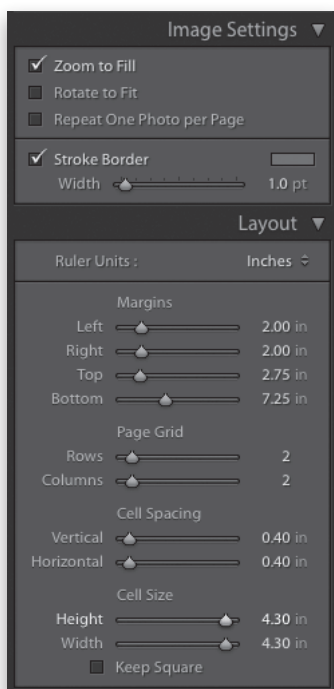 Image Settings ▼
Zoom to Fill
Rotate to Fit
Repeat One Photo per Page
Stroke Border
Width 1.0 pt
Layout ▼
Ruler Units : Inches
Margins
Left 2.00 in
Right 2.00 in
Top 2.75 in
Bottom 7.25 in
Page Grid
Rows 2
Columns 2
Cell Spacing
Vertical 0.40 in
Horizontal 0.40 in
Cell Size
Height 4.30 in
Width 4.30 in
Keep Square